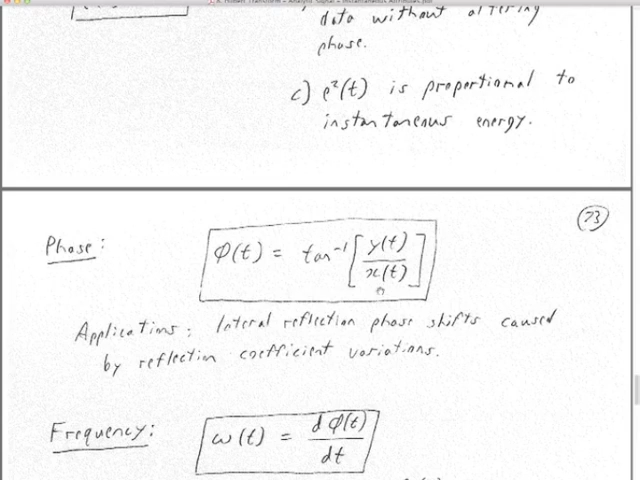 data without altering
phase.
c) e²(t) is proportional to
instantaneous energy.
73
Phase: φ(t) = tan⁻¹ [ y(t) / x(t) ]
Applications: lateral reflection phase shifts caused
by reflection coefficient variations.
Frequency: ω(t) = dφ(t) / dt